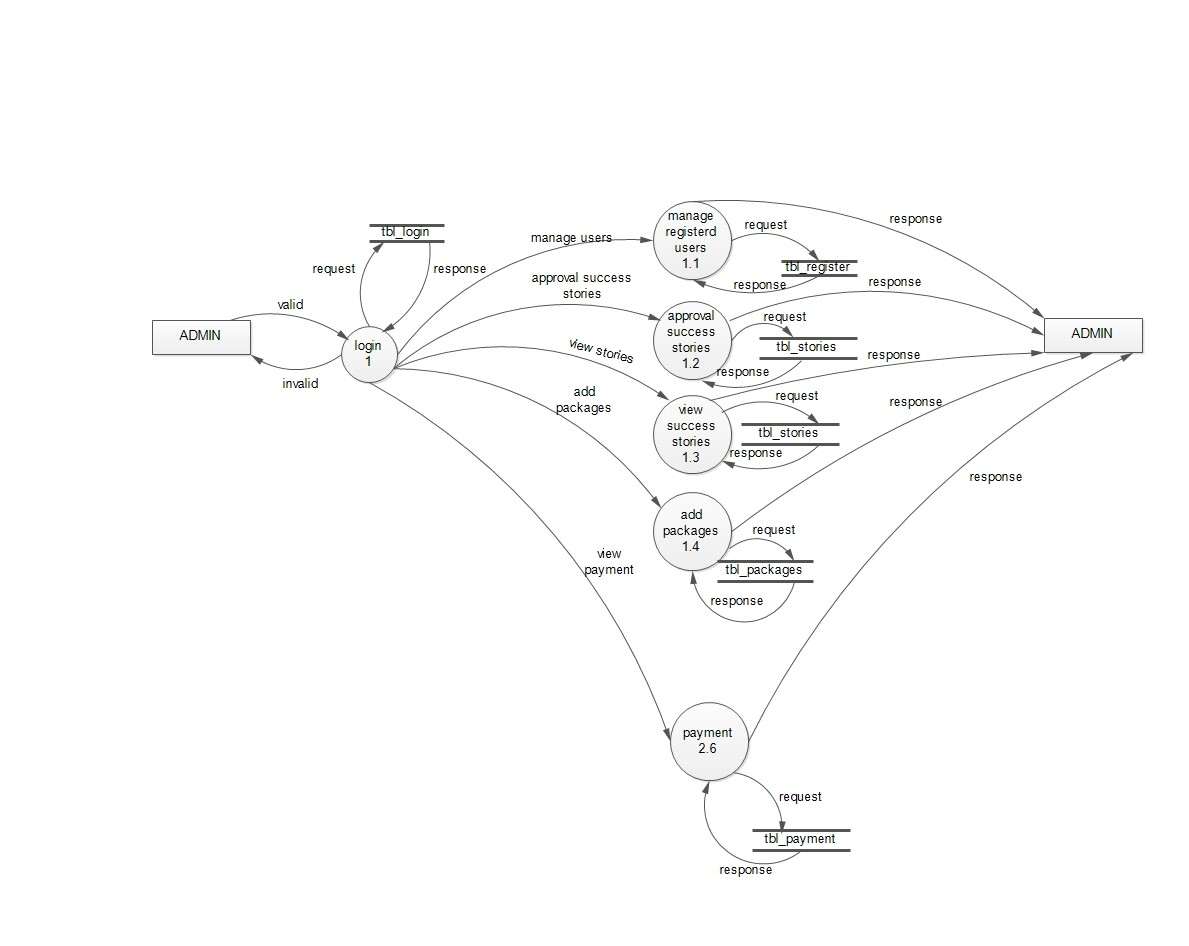 manage
registerd
users
1.1
request
response
tbl_login
manage users
request
response
tbl_register
response
approval success
stories
response
valid
approval
success
stories
1.2
request
ADMIN
login
1
view stories
tbl_stories
response
ADMIN
response
invalid
add
packages
view
success
stories
1.3
request
response
tbl_stories
response
response
add
packages
1.4
request
view
payment
tbl_packages
response
payment
2.6
request
tbl_payment
response